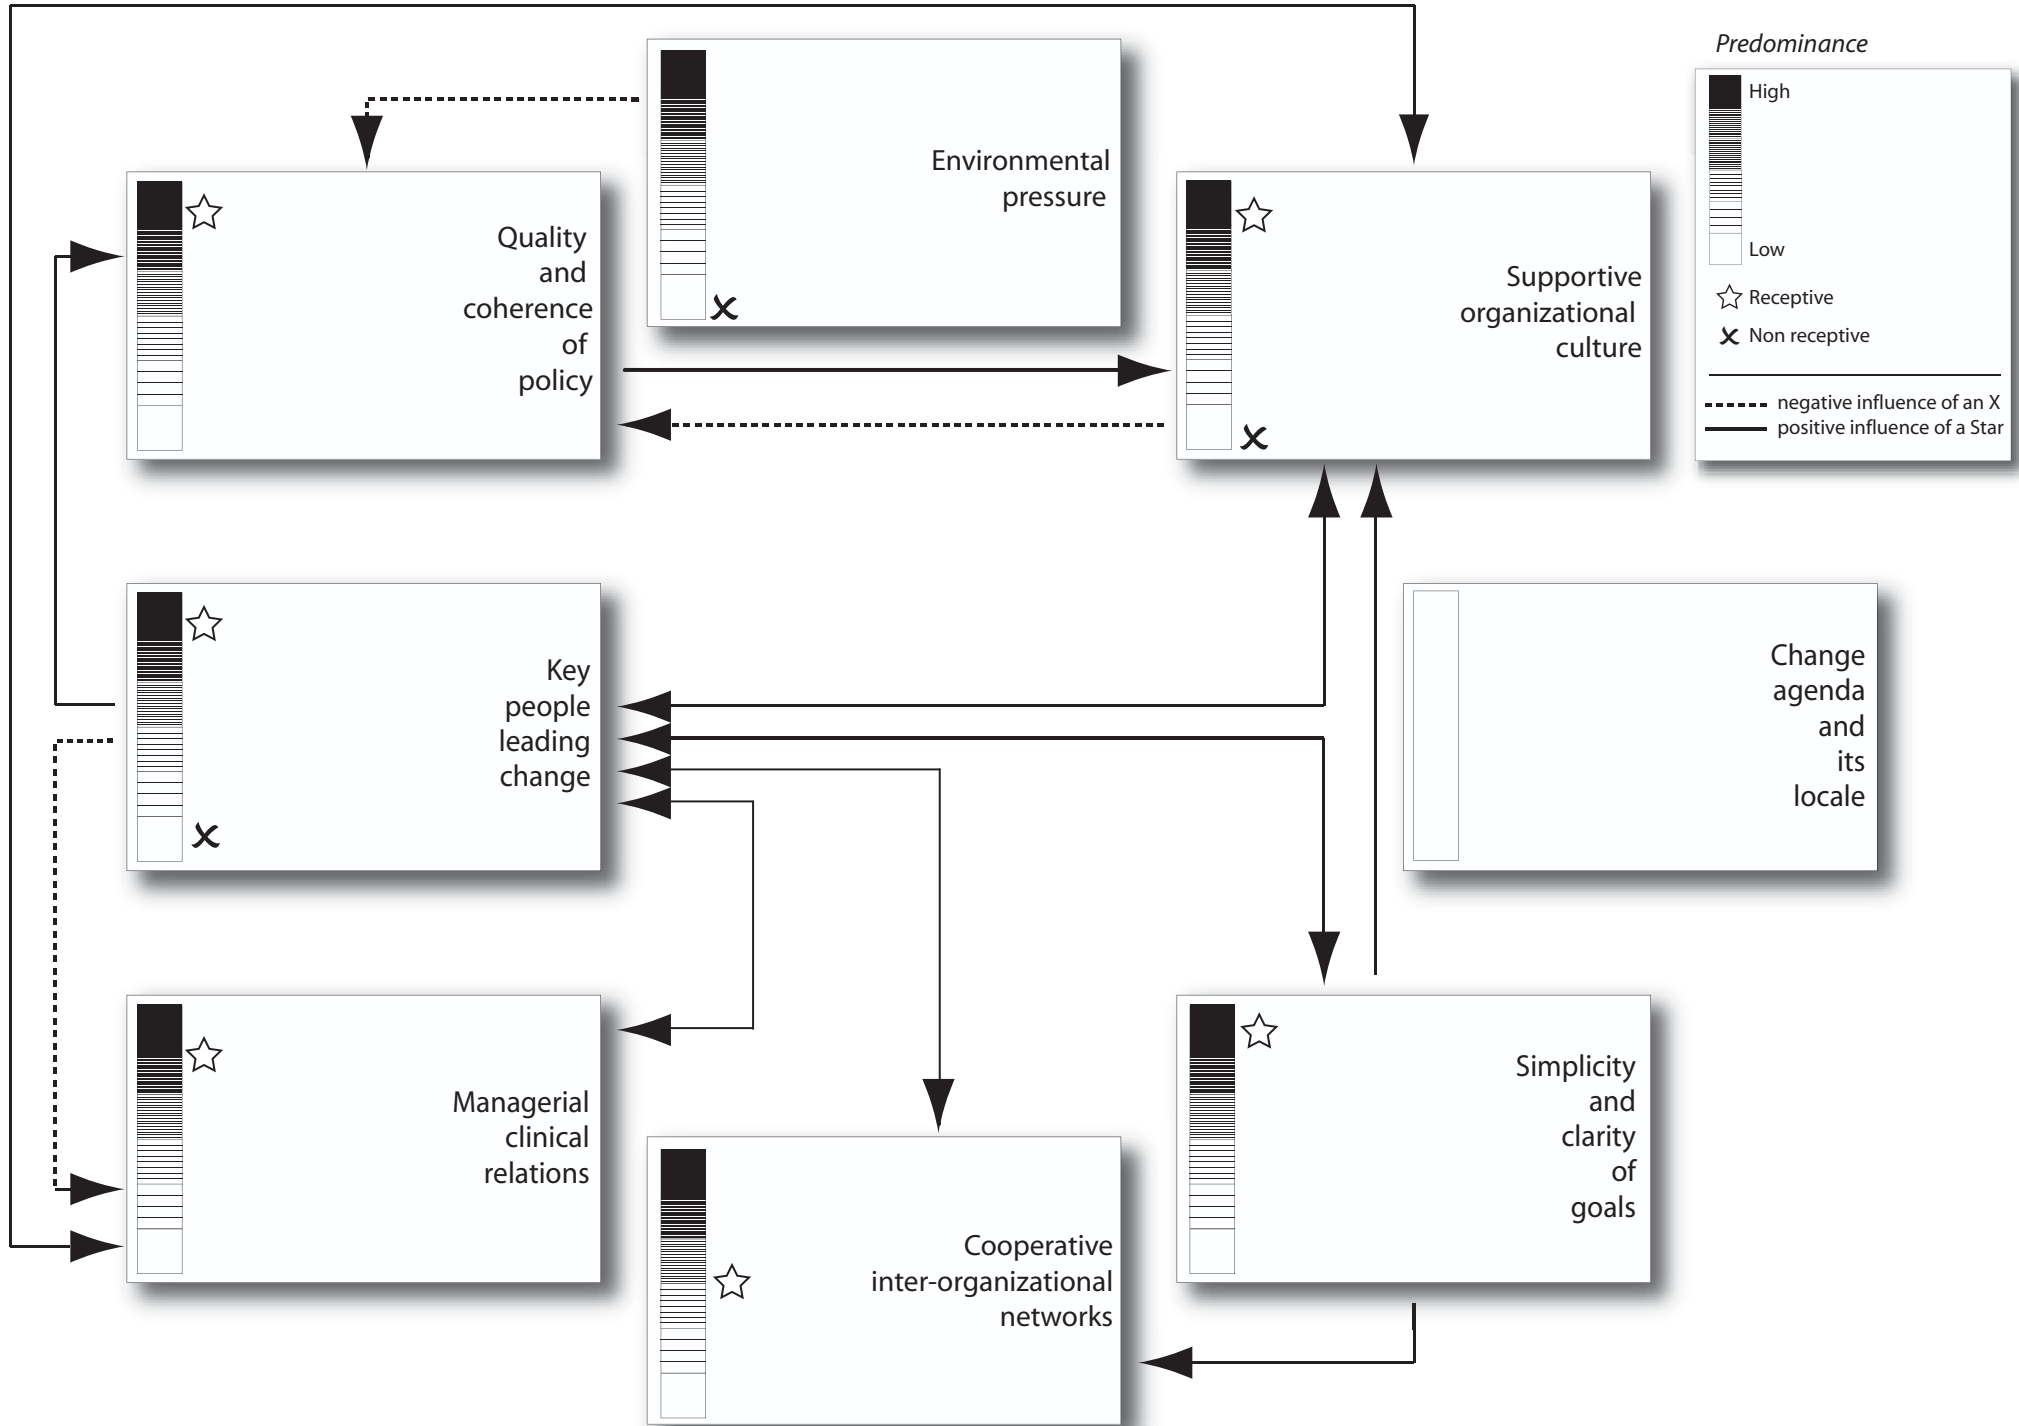 Predominance
High
Low
Receptive
Non receptive
negative influence of an X
positive influence of a Star
Environmental
pressure
Quality
and
coherence
of
policy
Supportive
organizational
culture
Key
people
leading
change
Change
agenda
and
its
locale
Managerial
clinical
relations
Cooperative
inter-organizational
networks
Simplicity
and
clarity
of
goals